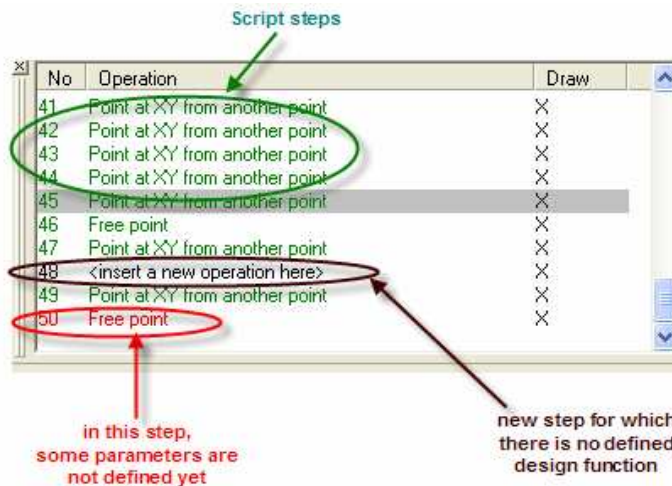 Script steps
No Operation Draw
41 Point at XY from another point X
42 Point at XY from another point X
43 Point at XY from another point X
44 Point at XY from another point X
45 Point at XY from another point X
46 Free point X
47 Point at XY from another point X
48 <insert a new operation here> X
49 Point at XY from another point X
50 Free point X
in this step,
some parameters are
not defined yet
new step for which
there is no defined
design function